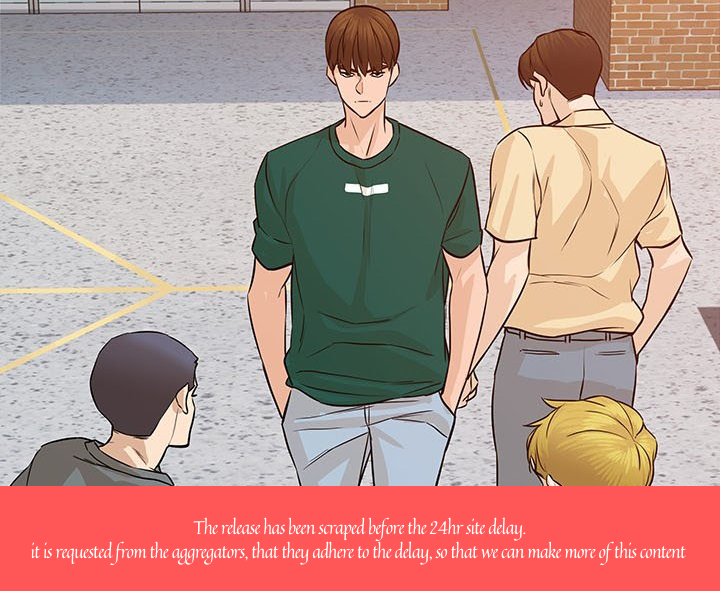 The release has been scraped before the 24hr site delay.
it is requested from the aggregators, that they adhere to the delay, so that we can make more of this content